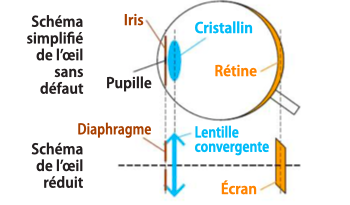 Schéma
simplifié
de l’œil
sans
défaut
Iris
Cristallin
Rétine
Pupille
Diaphragme
Lentille
convergente
Schéma
de l’œil
réduit
Écran